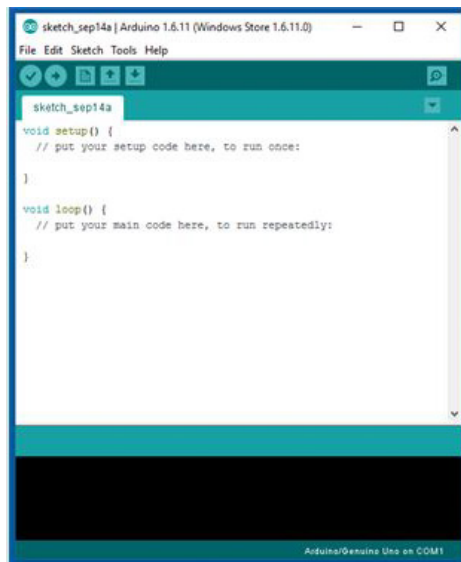 sketch_sep14a | Arduino 1.6.11 (Windows Store 1.6.11.0)
File Edit Sketch Tools Help
sketch_sep14a
void setup() {
  // put your setup code here, to run once:
}
void loop() {
  // put your main code here, to run repeatedly:
}
Arduino/Genuino Uno on COM1